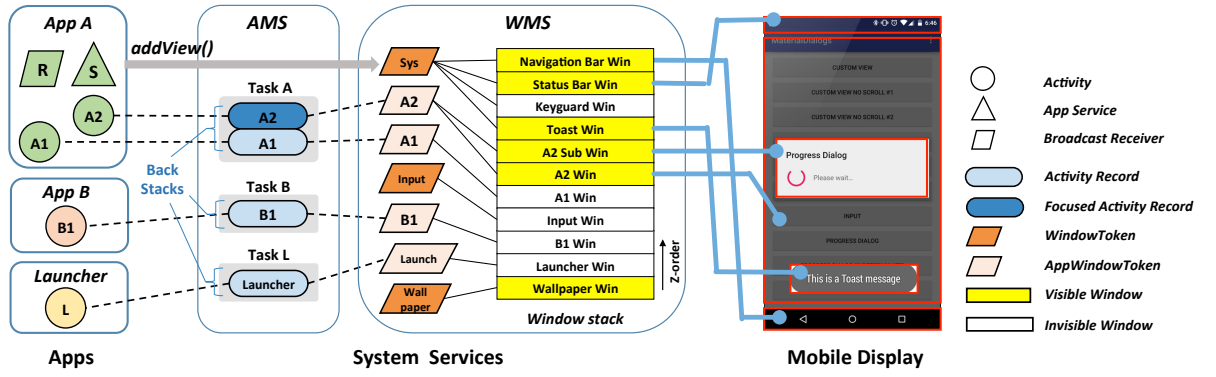 App A
R
S
A2
A1
App B
B1
Launcher
L
Apps
addView()
AMS
Task A
A2
A1
Back
Stacks
Task B
B1
Task L
Launcher
System Services
WMS
Sys
A2
A1
Input
B1
Launch
Wall
paper
Navigation Bar Win
Status Bar Win
Keyguard Win
Toast Win
A2 Sub Win
A2 Win
A1 Win
Input Win
B1 Win
Launcher Win
Wallpaper Win
Z-order
Window stack
6:46
MaterialDialogs
CUSTOM VIEW
CUSTOM VIEW NO SCROLL #1
CUSTOM VIEW NO SCROLL #2
Progress Dialog
Please wait...
INPUT
PROGRESS DIALOG
This is a Toast message
Mobile Display
Activity
App Service
Broadcast Receiver
Activity Record
Focused Activity Record
WindowToken
AppWindowToken
Visible Window
Invisible Window